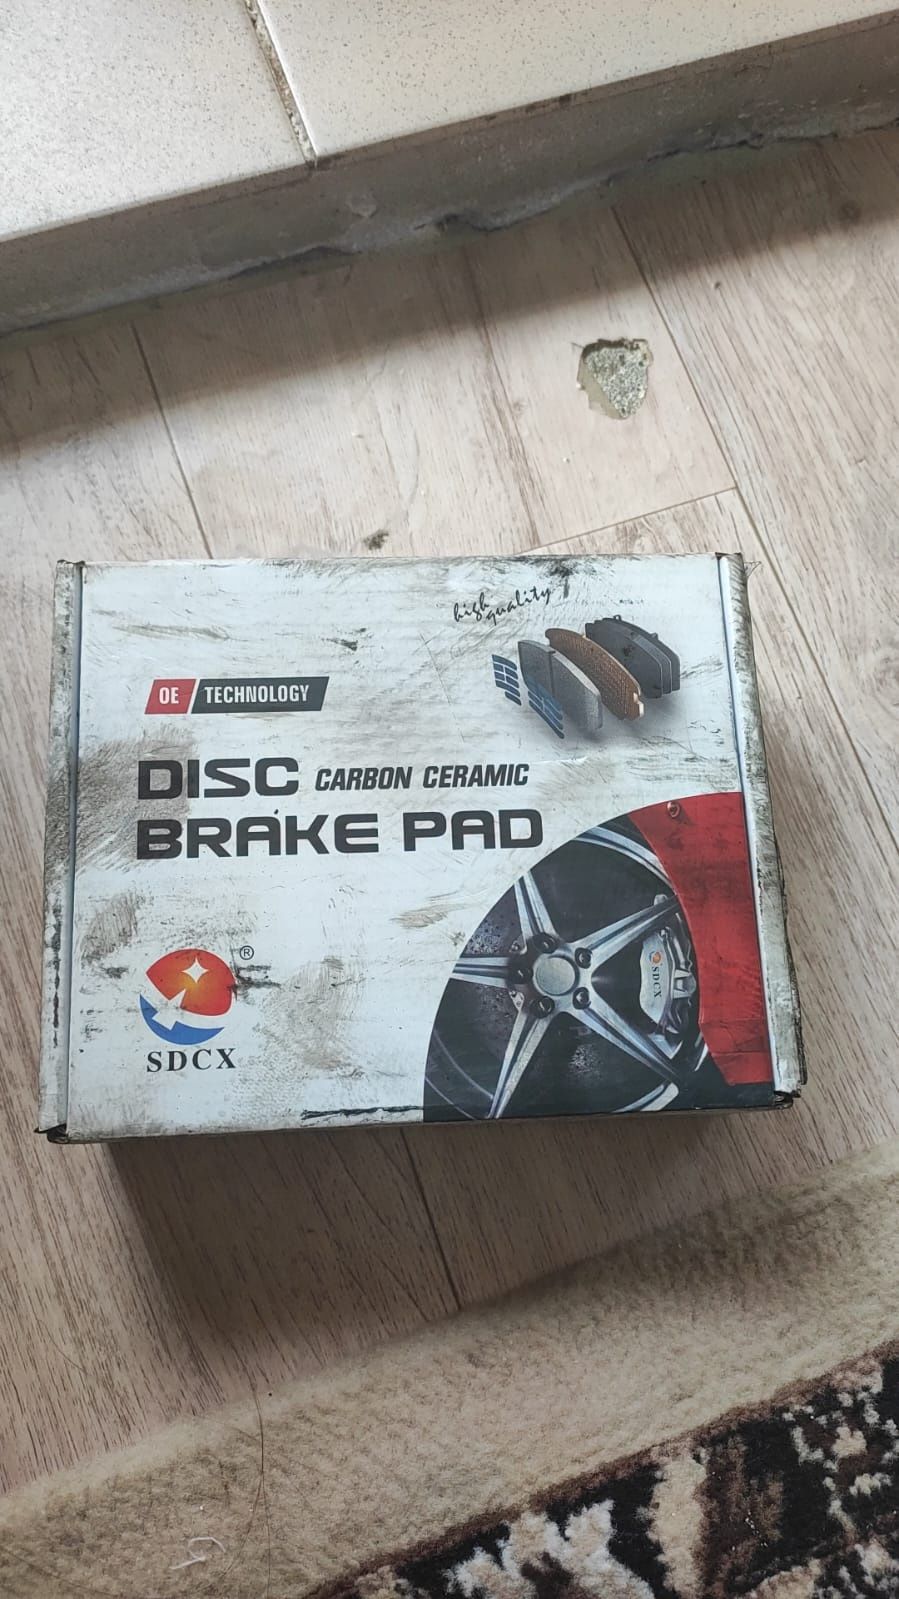 high quality
OE TECHNOLOGY
DISC CARBON CERAMIC
BRAKE PAD
®
SDCX
SDCX